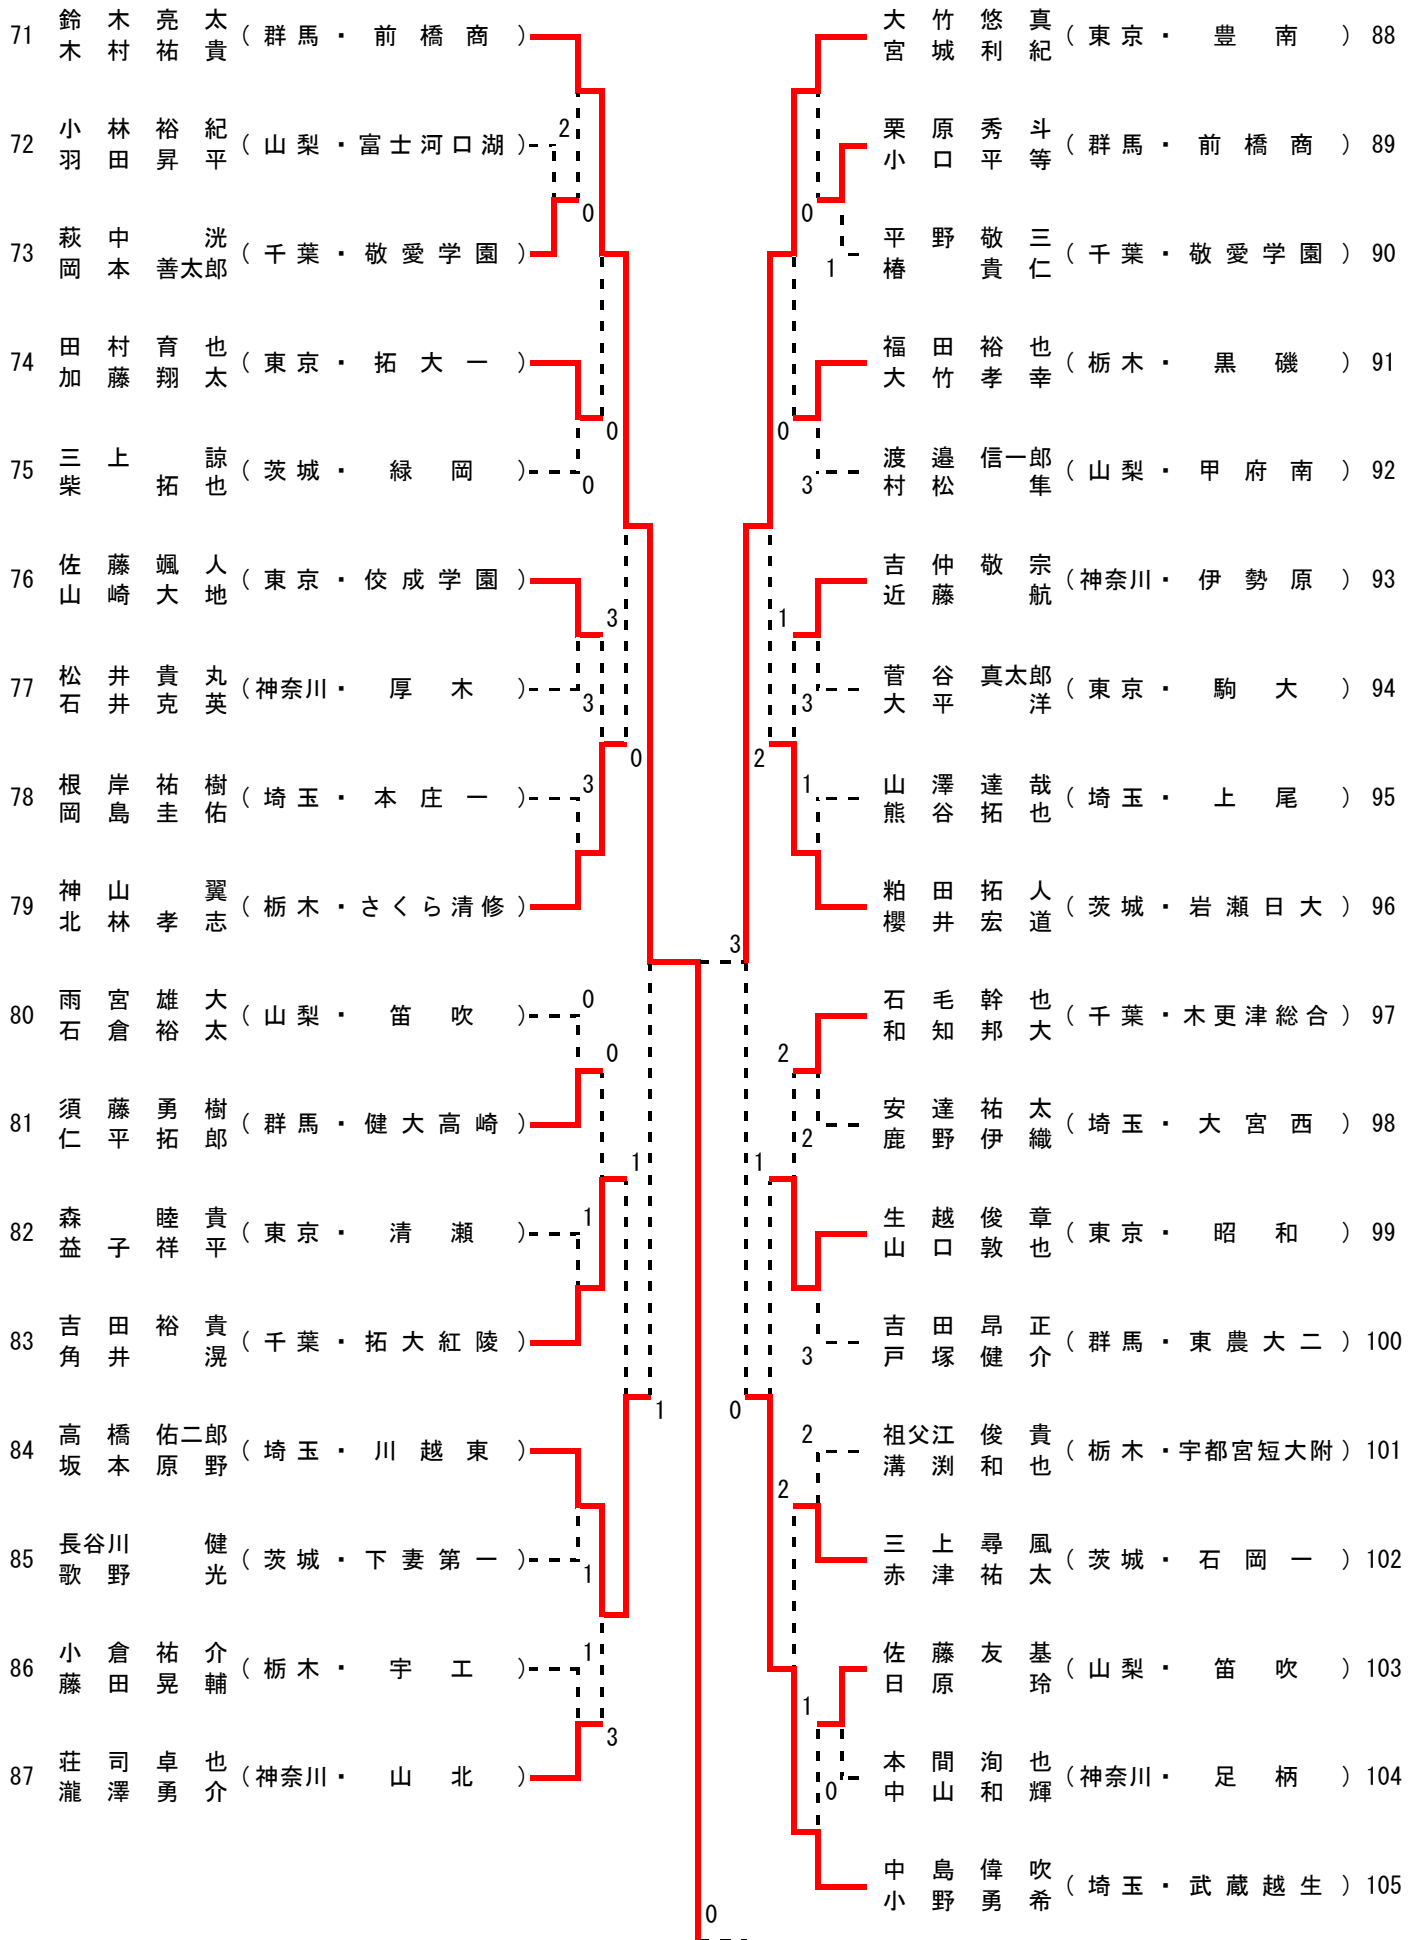 71 鈴木亮太 木村祐貴 (群馬・前橋商)
72 小林裕紀 羽田昇平 (山梨・富士河口湖) 2
0
73 萩中洸 岡本善太郎 (千葉・敬愛学園)
74 田村育也 加藤翔太 (東京・拓大一)
0
75 三上諒 柴拓也 (茨城・緑岡) 0
76 佐藤颯人 山崎大地 (東京・佼成学園)
3
77 松井貴丸 石井克英 (神奈川・厚木) 3
0
78 根岸祐樹 岡島圭佑 (埼玉・本庄一) 3
79 神山翼 北林孝志 (栃木・さくら清修)
80 雨宮雄大 石倉裕太 (山梨・笛吹) 0
0
81 須藤勇樹 仁平拓郎 (群馬・健大高崎)
1
82 森睦貴 益子祥平 (東京・清瀬) 1
83 吉田裕貴 角井滉 (千葉・拓大紅陵)
1
84 高橋佑二郎 坂本原野 (埼玉・川越東)
85 長谷川健 歌野光 (茨城・下妻第一) 1
86 小倉祐介 藤田晃輔 (栃木・宇工) 1
3
87 荘司卓也 瀧澤勇介 (神奈川・山北)
大竹悠真 宮城利紀 (東京・豊南) 88
栗原秀斗 小口平等 (群馬・前橋商) 89
0
1 平野敬三 椿貴仁 (千葉・敬愛学園) 90
福田裕也 大竹孝幸 (栃木・黒磯) 91
0
3 渡邉信一郎 村松隼 (山梨・甲府南) 92
吉仲敬宗 近藤航 (神奈川・伊勢原) 93
1
3 菅谷真太郎 大平洋 (東京・駒大) 94
2
1 山澤達哉 熊谷拓也 (埼玉・上尾) 95
粕田拓人 櫻井宏道 (茨城・岩瀬日大) 96
3
石毛幹也 和知邦大 (千葉・木更津総合) 97
2
2 安達祐太 鹿野伊織 (埼玉・大宮西) 98
1
生越俊章 山口敦也 (東京・昭和) 99
3 吉田昂正 戸塚健介 (群馬・東農大二) 100
0
2 祖父江俊貴 溝渕和也 (栃木・宇都宮短大附) 101
2
三上尋風 赤津祐太 (茨城・石岡一) 102
佐藤友基 日原玲 (山梨・笛吹) 103
1
0 本間洵也 中山和輝 (神奈川・足柄) 104
中島偉吹 小野勇希 (埼玉・武蔵越生) 105
0